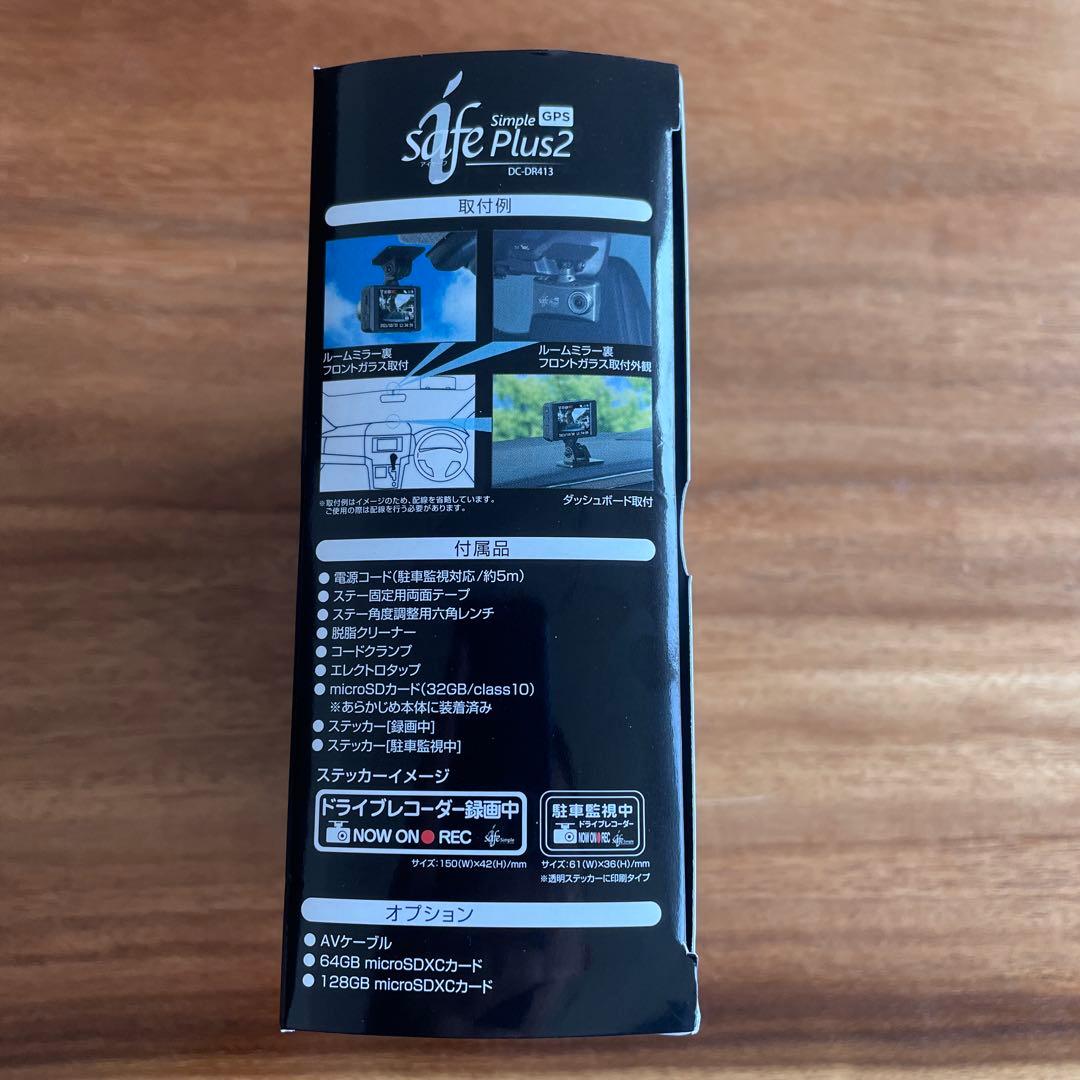 i safe
アイセーフ
Simple GPS
Plus2
DC-DR413
取付例
ルームミラー裏
フロントガラス取付
ルームミラー裏
フロントガラス取付外観
※取付例はイメージのため、配線を省略しています。
ご使用の際は配線を行う必要があります。
ダッシュボード取付
付属品
● 電源コード(駐車監視対応/約5m)
● ステー固定用両面テープ
● ステー角度調整用六角レンチ
● 脱脂クリーナー
● コードクランプ
● エレクトロタップ
● microSDカード(32GB/class10)
※あらかじめ本体に装着済み
● ステッカー[録画中]
● ステッカー[駐車監視中]
ステッカーイメージ
ドライブレコーダー録画中
NOW ON●REC
safe Simple
サイズ:150(W)×42(H)/mm
駐車監視中
ドライブレコーダー
NOW ON●REC
safe Simple
サイズ:61(W)×36(H)/mm
※透明ステッカーに印刷タイプ
オプション
● AVケーブル
● 64GB microSDXCカード
● 128GB microSDXCカード